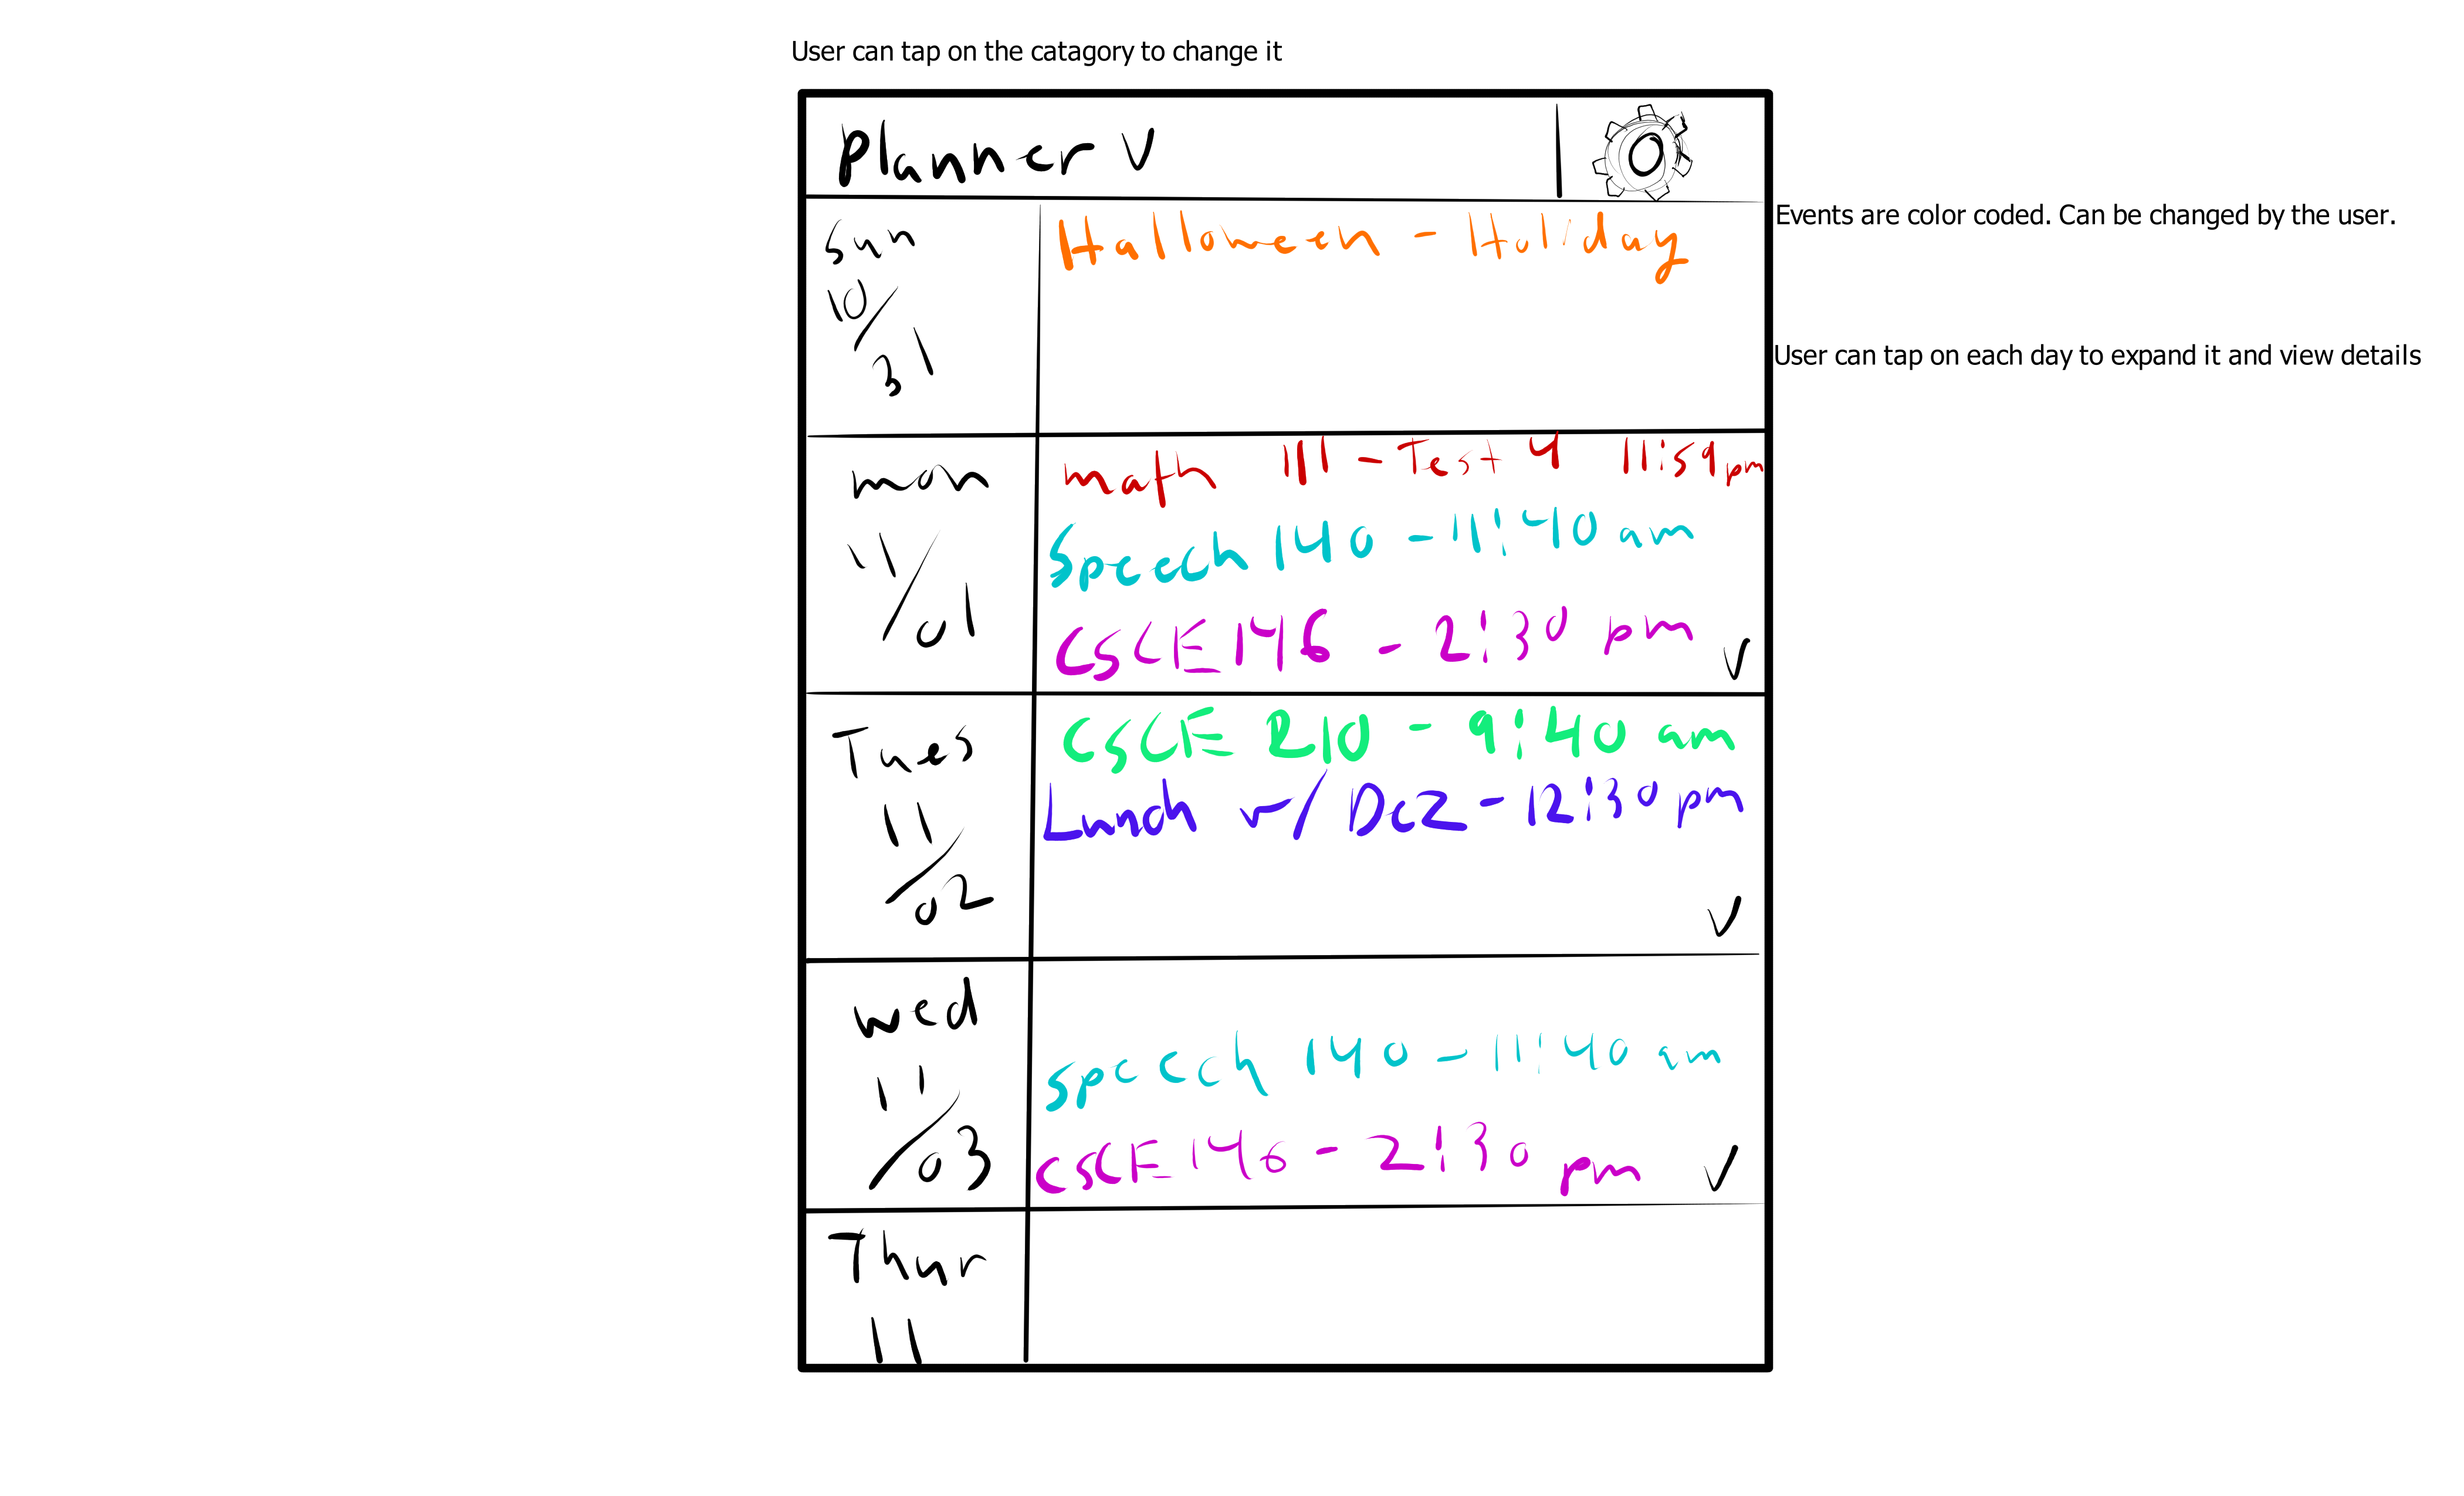 User can tap on the catagory to change it
Planner v
Events are color coded. Can be changed by the user.
User can tap on each day to expand it and view details
Sun
10/31
Halloween - Holiday
Mon
11/01
Math 111 - Test 4 11:59pm
Speech 140 - 11:40 am
CSCE 146 - 2:30 pm
v
Tues
11/02
CSCE 210 - 9:40 am
Lunch w/ Dez - 12:30 pm
v
Wed
11/03
Speech 140 - 11:40 am
CSCE 146 - 2:30 pm
v
Thur
11